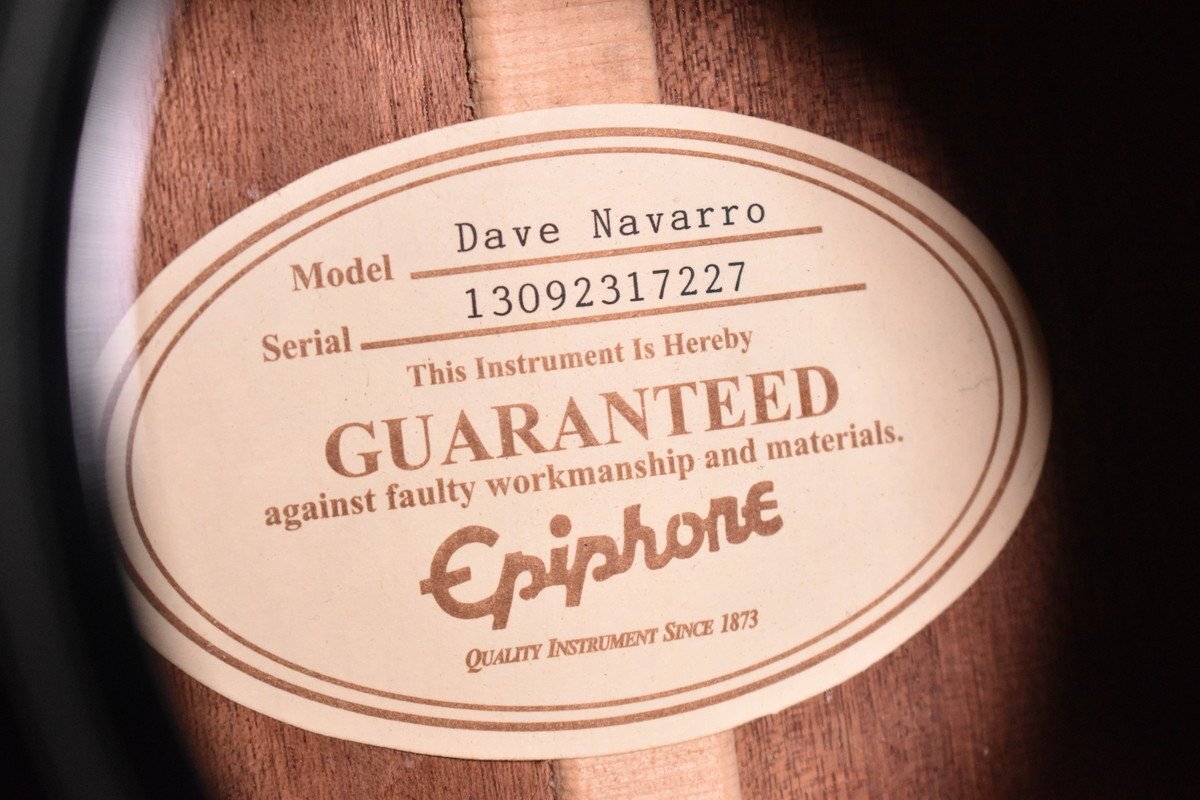 Model Dave Navarro
Serial 13092317227
This Instrument Is Hereby
GUARANTEED
against faulty workmanship and materials.
Epiphone
QUALITY INSTRUMENT SINCE 1873